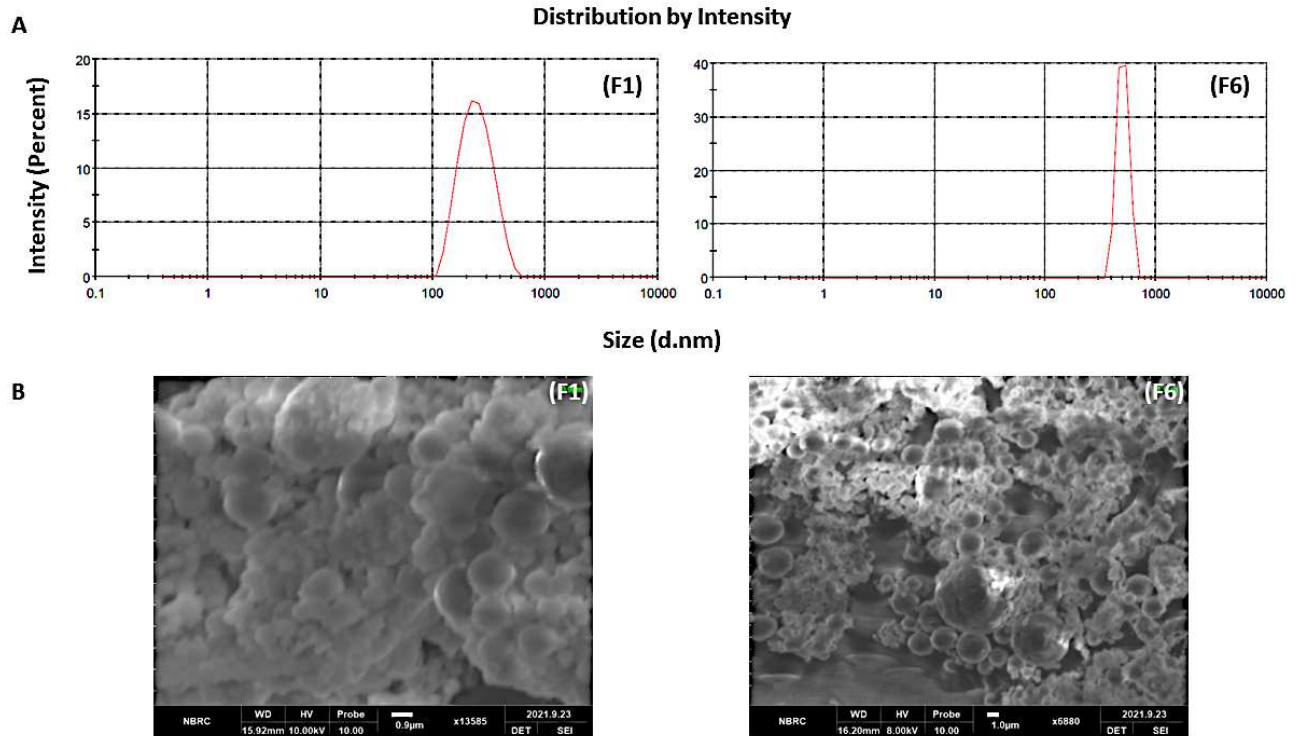 A
Distribution by Intensity
Intensity (Percent)
20
15
10
5
0
(F1)
0.1 1 10 100 1000 10000
40
30
20
10
0
(F6)
0.1 1 10 100 1000 10000
Size (d.nm)
B
(F1)
NBRC
WD HV Probe
15.92mm 10.00kV 10.00
0.9µm
x13585
2021.9.23
DET SEI
(F6)
NBRC
WD HV Probe
16.20mm 8.00kV 10.00
1.0µm
x6880
2021.9.23
DET SEI